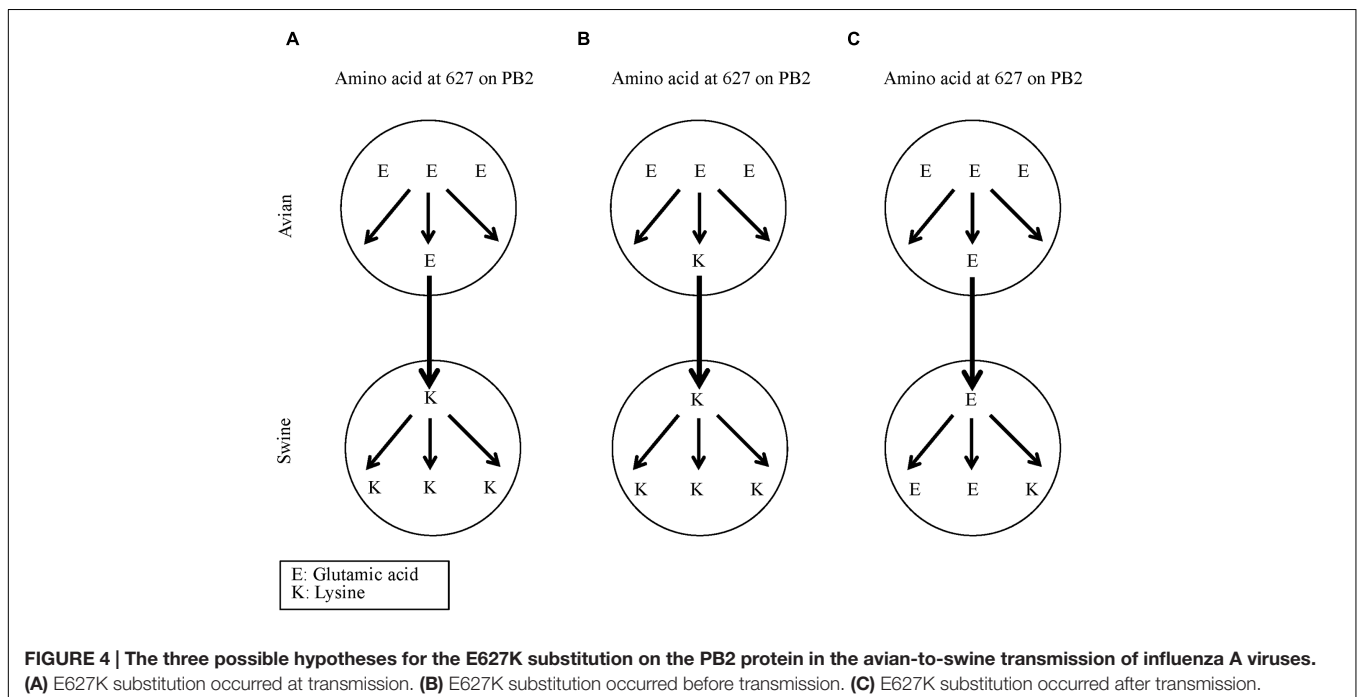 A
B
C
Amino acid at 627 on PB2
Amino acid at 627 on PB2
Amino acid at 627 on PB2
Avian
E E E
E
E E E
K
E E E
E
Swine
K
K K K
K
K K K
E
E E K
E: Glutamic acid
K: Lysine
FIGURE 4 | The three possible hypotheses for the E627K substitution on the PB2 protein in the avian-to-swine transmission of influenza A viruses.
(A) E627K substitution occurred at transmission. (B) E627K substitution occurred before transmission. (C) E627K substitution occurred after transmission.